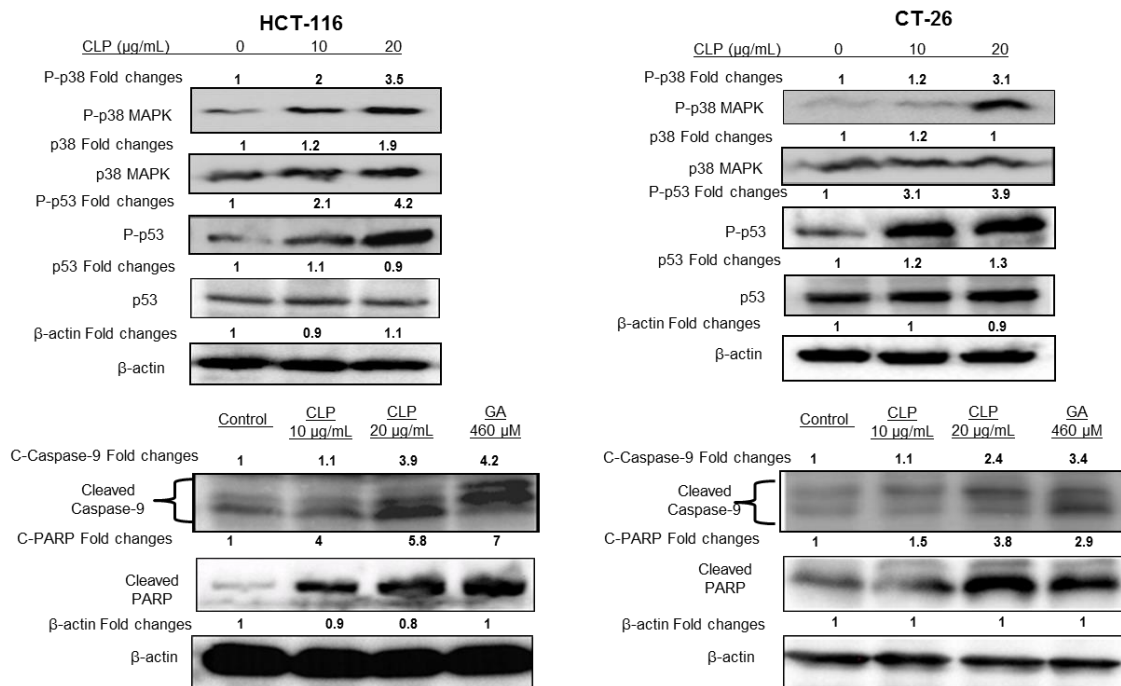 HCT-116
CLP (µg/mL) 0 10 20
P-p38 Fold changes 1 2 3.5
P-p38 MAPK
p38 Fold changes 1 1.2 1.9
p38 MAPK
P-p53 Fold changes 1 2.1 4.2
P-p53
p53 Fold changes 1 1.1 0.9
p53
β-actin Fold changes 1 0.9 1.1
β-actin
Control CLP 10 µg/mL CLP 20 µg/mL GA 460 µM
C-Caspase-9 Fold changes 1 1.1 3.9 4.2
Cleaved
Caspase-9
C-PARP Fold changes 1 4 5.8 7
Cleaved
PARP
β-actin Fold changes 1 0.9 0.8 1
β-actin
CT-26
CLP (µg/mL) 0 10 20
P-p38 Fold changes 1 1.2 3.1
P-p38 MAPK
p38 Fold changes 1 1.2 1
p38 MAPK
P-p53 Fold changes 1 3.1 3.9
P-p53
p53 Fold changes 1 1.2 1.3
p53
β-actin Fold changes 1 1 0.9
β-actin
Control CLP 10 µg/mL CLP 20 µg/mL GA 460 µM
C-Caspase-9 Fold changes 1 1.1 2.4 3.4
Cleaved
Caspase-9
C-PARP Fold changes 1 1.5 3.8 2.9
Cleaved
PARP
β-actin Fold changes 1 1 1 1
β-actin